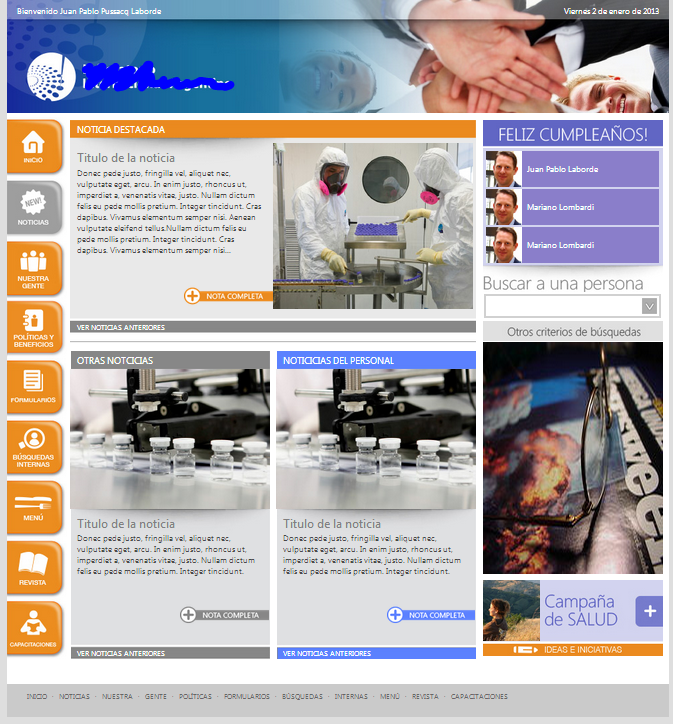 Bienvenido Juan Pablo Pussacq Laborde
Viernes 2 de enero de 2013
INICIO
NEW!
NOTICIAS
NUESTRA
GENTE
POLÍTICAS Y
BENEFICIOS
FORMULARIOS
BÚSQUEDAS
INTERNAS
MENÚ
REVISTA
CAPACITACIONES
NOTICIA DESTACADA
Titulo de la noticia
Donec pede justo, fringilla vel, aliquet nec,
vulputate eget, arcu. In enim justo, rhoncus ut,
imperdiet a, venenatis vitae, justo. Nullam dictum
felis eu pede mollis pretium. Integer tincidunt. Cras
dapibus. Vivamus elementum semper nisi. Aenean
vulputate eleifend tellus.Nullam dictum felis eu
pede mollis pretium. Integer tincidunt. Cras
dapibus. Vivamus elementum semper nisi...
NOTA COMPLETA
VER NOTICIAS ANTERIORES
OTRAS NOTCICIAS
Titulo de la noticia
Donec pede justo, fringilla vel, aliquet nec,
vulputate eget, arcu. In enim justo, rhoncus ut,
imperdiet a, venenatis vitae, justo. Nullam dictum
felis eu pede mollis pretium. Integer tincidunt.
NOTA COMPLETA
VER NOTICIAS ANTERIORES
NOTICICIAS DEL PERSONAL
Titulo de la noticia
Donec pede justo, fringilla vel, aliquet nec,
vulputate eget, arcu. In enim justo, rhoncus ut,
imperdiet a, venenatis vitae, justo. Nullam dictum
felis eu pede mollis pretium. Integer tincidunt.
NOTA COMPLETA
VER NOTICIAS ANTERIORES
FELIZ CUMPLEAÑOS!
Juan Pablo Laborde
Mariano Lombardi
Mariano Lombardi
Buscar a una persona
Otros criterios de búsquedas
Campaña
de SALUD
IDEAS E INICIATIVAS
INICIO - NOTICIAS - NUESTRA - GENTE - POLÍTICAS - FORMULARIOS - BÚSQUEDAS - INTERNAS - MENÚ - REVISTA - CAPACITACIONES